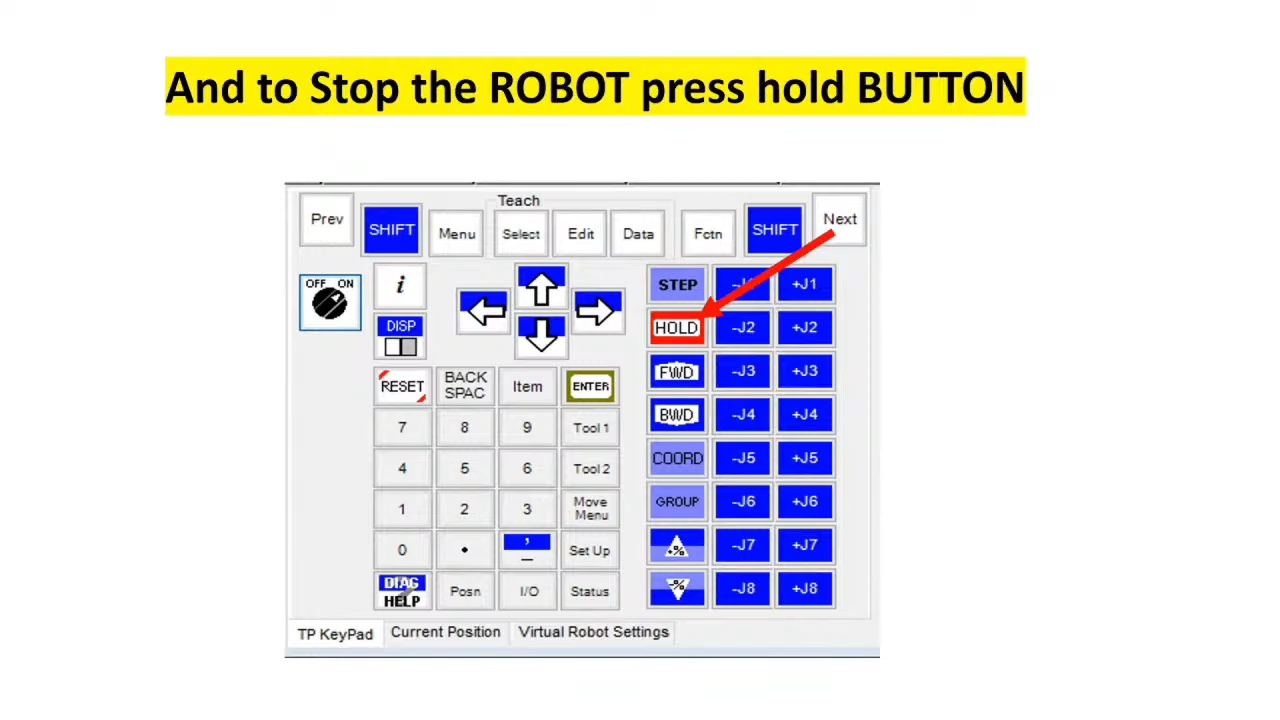 And to Stop the ROBOT press hold BUTTON
Teach
Prev SHIFT Menu Select Edit Data Fctn SHIFT Next
OFF ON i STEP +J1
DISP HOLD -J2 +J2
RESET BACK SPAC Item ENTER FWD -J3 +J3
7 8 9 Tool 1 BWD -J4 +J4
4 5 6 Tool 2 COORD -J5 +J5
1 2 3 Move Menu GROUP -J6 +J6
0 • , _ Set Up +% -J7 +J7
DIAG HELP Posn I/O Status -% -J8 +J8
TP KeyPad Current Position Virtual Robot Settings